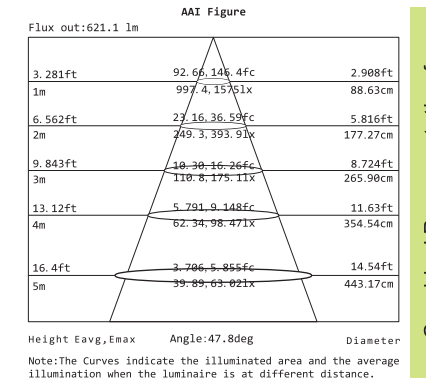 AAI Figure
Flux out:621.1 lm
3.281ft 92.66,146.4fc 2.908ft
1m 997.4,1575lx 88.63cm
6.562ft 23.16,36.59fc 5.816ft
2m 249.3,393.9lx 177.27cm
9.843ft 10.30,16.26fc 8.724ft
3m 110.8,175.1lx 265.90cm
13.12ft 5.791,9.148fc 11.63ft
4m 62.34,98.47lx 354.54cm
16.4ft 3.706,5.855fc 14.54ft
5m 39.89,63.02lx 443.17cm
Height Eavg,Emax Angle:47.8deg Diameter
Note:The Curves indicate the illuminated area and the average
illumination when the luminaire is at different distance.